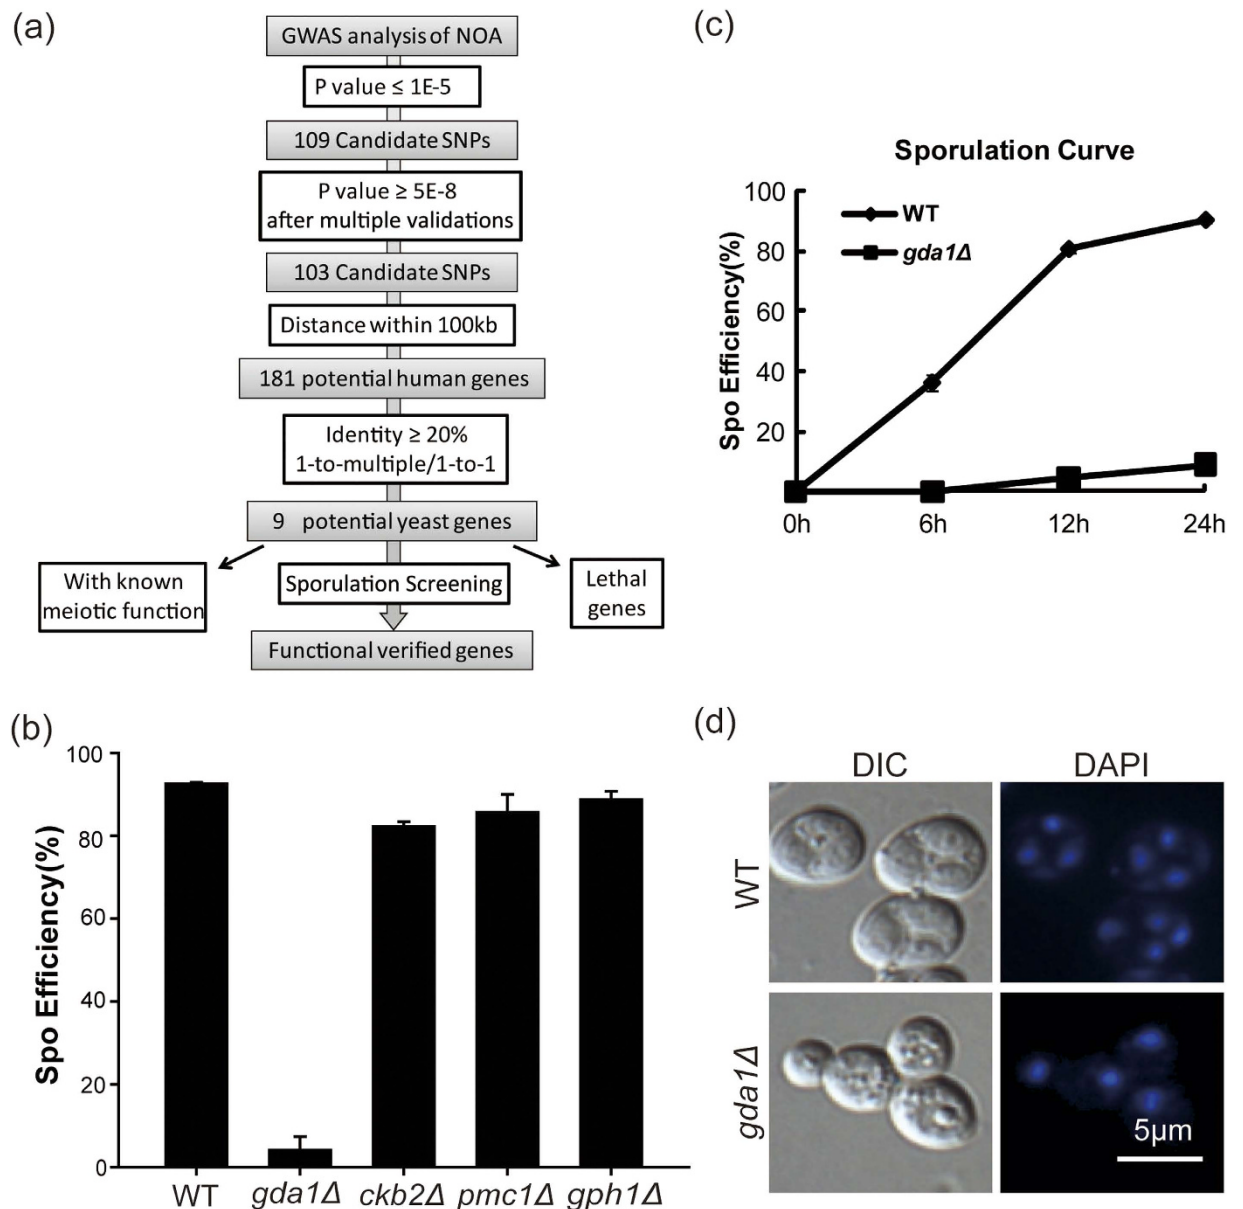 (a)
GWAS analysis of NOA
P value ≤ 1E-5
109 Candidate SNPs
P value ≥ 5E-8
after multiple validations
103 Candidate SNPs
Distance within 100kb
181 potential human genes
Identity ≥ 20%
1-to-multiple/1-to-1
9 potential yeast genes
With known
meiotic function
Sporulation Screening
Lethal
genes
Functional verified genes
(c)
Sporulation Curve
Spo Efficiency(%)
100
80
60
40
20
WT
gda1Δ
0h 6h 12h 24h
(b)
Spo Efficiency(%)
100
80
60
40
20
0
WT gda1Δ ckb2Δ pmc1Δ gph1Δ
(d)
DIC DAPI
WT
gda1Δ
5µm